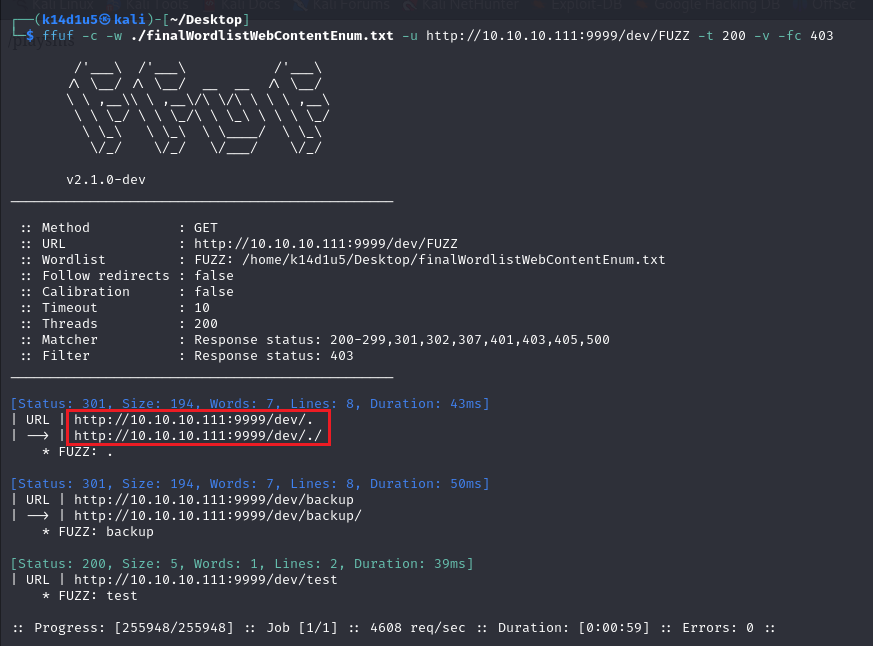 (k14d1u5㉿kali)-[~/Desktop]
$ ffuf -c -w ./finalWordlistWebContentEnum.txt -u http://10.10.10.111:9999/dev/FUZZ -t 200 -v -fc 403
/'___\  /'___\           /'___\
/\ \__/ /\ \__/  __  __  /\ \__/
\ \ ,__\\ \ ,__\/\ \/\ \ \ \ ,__\
\ \ \_/ \ \ \_/\ \ \_\ \ \ \ \_/
\ \_\   \ \_\  \ \____/  \ \_\
\/_/    \/_/   \/___/    \/_/
v2.1.0-dev
________________________________________________
:: Method           : GET
:: URL              : http://10.10.10.111:9999/dev/FUZZ
:: Wordlist         : FUZZ: /home/k14d1u5/Desktop/finalWordlistWebContentEnum.txt
:: Follow redirects : false
:: Calibration      : false
:: Timeout          : 10
:: Threads          : 200
:: Matcher          : Response status: 200-299,301,302,307,401,403,405,500
:: Filter           : Response status: 403
________________________________________________
[Status: 301, Size: 194, Words: 7, Lines: 8, Duration: 43ms]
| URL | http://10.10.10.111:9999/dev/.
| --> | http://10.10.10.111:9999/dev/./
* FUZZ: .
[Status: 301, Size: 194, Words: 7, Lines: 8, Duration: 50ms]
| URL | http://10.10.10.111:9999/dev/backup
| --> | http://10.10.10.111:9999/dev/backup/
* FUZZ: backup
[Status: 200, Size: 5, Words: 1, Lines: 2, Duration: 39ms]
| URL | http://10.10.10.111:9999/dev/test
* FUZZ: test
:: Progress: [255948/255948] :: Job [1/1] :: 4608 req/sec :: Duration: [0:00:59] :: Errors: 0 ::